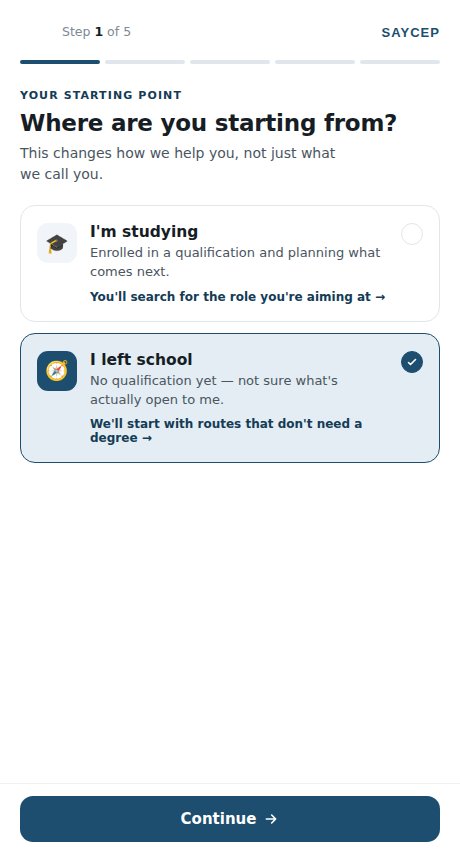 Step 1 of 5
SAYCEP
YOUR STARTING POINT
Where are you starting from?
This changes how we help you, not just what
we call you.
I'm studying
Enrolled in a qualification and planning what
comes next.
You'll search for the role you're aiming at →
I left school
No qualification yet — not sure what's
actually open to me.
We'll start with routes that don't need a
degree →
Continue →